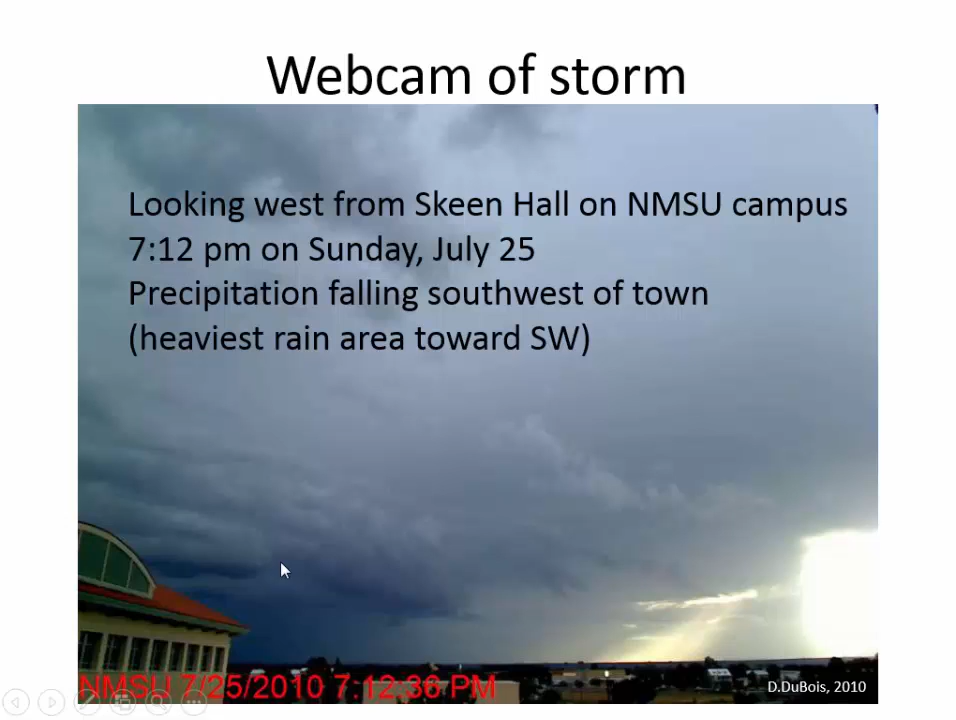 Webcam of storm
Looking west from Skeen Hall on NMSU campus
7:12 pm on Sunday, July 25
Precipitation falling southwest of town
(heaviest rain area toward SW)
NMSU 7/25/2010 7:12:36 PM
D.DuBois, 2010